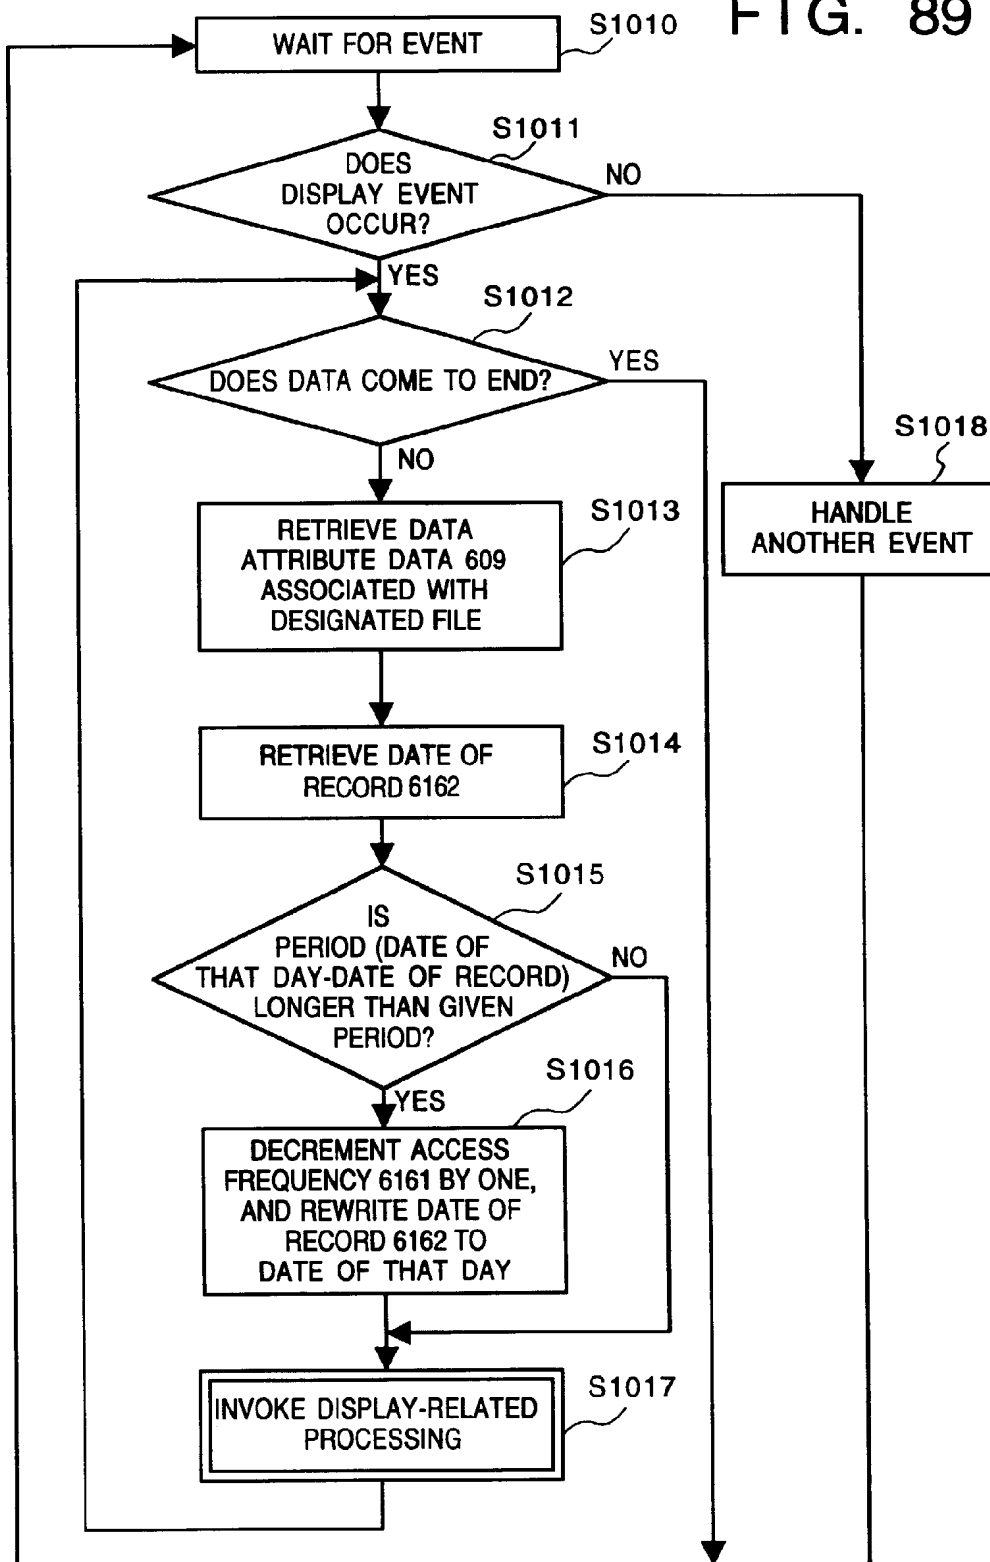 FIG. 89
WAIT FOR EVENT
S1010
S1011
DOES
DISPLAY EVENT
OCCUR?
NO
YES
S1012
DOES DATA COME TO END?
YES
NO
S1018
HANDLE
ANOTHER EVENT
S1013
RETRIEVE DATA
ATTRIBUTE DATA 609
ASSOCIATED WITH
DESIGNATED FILE
S1014
RETRIEVE DATE OF
RECORD 6162
S1015
IS
PERIOD (DATE OF
THAT DAY-DATE OF RECORD)
LONGER THAN GIVEN
PERIOD?
NO
YES
S1016
DECREMENT ACCESS
FREQUENCY 6161 BY ONE,
AND REWRITE DATE OF
RECORD 6162 TO
DATE OF THAT DAY
S1017
INVOKE DISPLAY-RELATED
PROCESSING